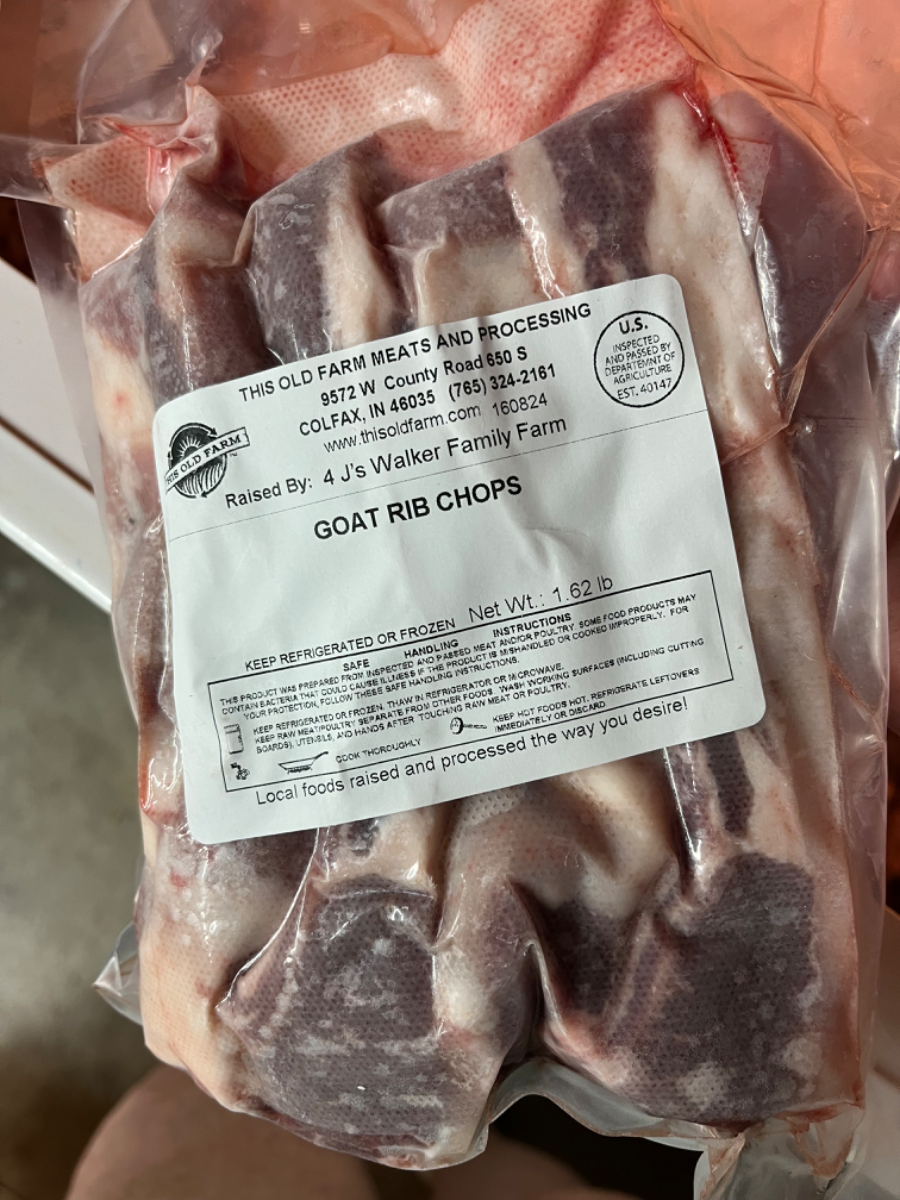 THIS OLD FARM MEATS AND PROCESSING
9572 W County Road 650 S
COLFAX, IN 46035 (765) 324-2161
www.thisoldfarm.com 160824
U.S.
INSPECTED
AND PASSED BY
DEPARTEMNT OF
AGRICULTURE
EST. 40147
THIS OLD FARM
Raised By: 4 J's Walker Family Farm
GOAT RIB CHOPS
KEEP REFRIGERATED OR FROZEN Net Wt.: 1.62 lb
SAFE HANDLING INSTRUCTIONS
THIS PRODUCT WAS PREPARED FROM INSPECTED AND PASSED MEAT AND/OR POULTRY. SOME FOOD PRODUCTS MAY
CONTAIN BACTERIA THAT COULD CAUSE ILLNESS IF THE PRODUCT IS MISHANDLED OR COOKED IMPROPERLY. FOR
YOUR PROTECTION, FOLLOW THESE SAFE HANDLING INSTRUCTIONS.
KEEP REFRIGERATED OR FROZEN. THAW IN REFRIGERATOR OR MICROWAVE.
KEEP RAW MEAT/POULTRY SEPARATE FROM OTHER FOODS. WASH WORKING SURFACES (INCLUDING CUTTING
BOARDS), UTENSILS, AND HANDS AFTER TOUCHING RAW MEAT OR POULTRY.
COOK THOROUGHLY
KEEP HOT FOODS HOT. REFRIGERATE LEFTOVERS
IMMEDIATELY OR DISCARD
Local foods raised and processed the way you desire!